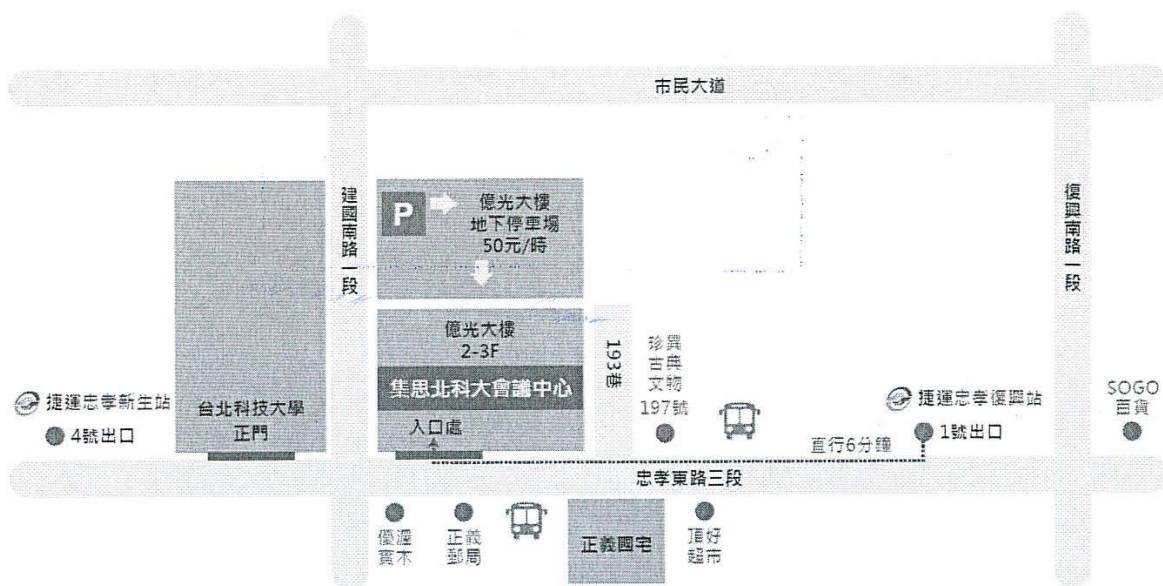 市民大道
建國南路一段
復興南路一段
P
億光大樓
地下停車場
50元/時
億光大樓
2-3F
集思北科大會議中心
入口處
193巷
珍異
古典
文物
197號
捷運忠孝新生站
4號出口
台北科技大學
正門
捷運忠孝復興站
1號出口
SOGO
百貨
直行6分鐘
忠孝東路三段
優渥
實木
正義
郵局
正義國宅
頂好
超市